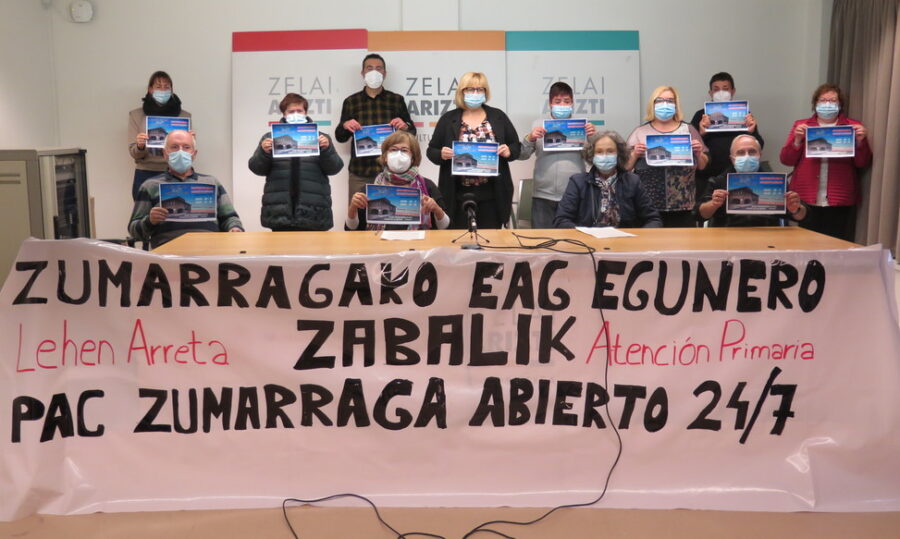 ZELAI
ARIZTI
ZELAI
ARIZTI
ZELAI
ARIZTI
ZUMARRAGAKO EAG EGUNERO
Lehen Arreta ZABALIK Atención Primaria
PAC ZUMARRAGA ABIERTO 24/7